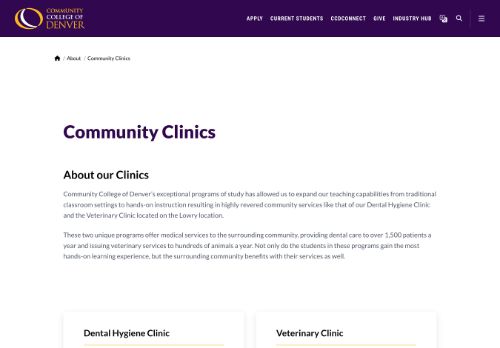 COMMUNITY
COLLEGE OF
DENVER
APPLY CURRENT STUDENTS CCDCONNECT GIVE INDUSTRY HUB
/ About / Community Clinics
Community Clinics
About our Clinics
Community College of Denver's exceptional programs of study has allowed us to expand our teaching capabilities from traditional
classroom settings to hands-on instruction resulting in highly revered community services like that of our Dental Hygiene Clinic
and the Veterinary Clinic located on the Lowry location.
These two unique programs offer medical services to the surrounding community, providing dental care to over 1,500 patients a
year and issuing veterinary services to hundreds of animals a year. Not only do the students in these programs gain the most
hands-on learning experience, but the surrounding community benefits with their services as well.
Dental Hygiene Clinic
Veterinary Clinic